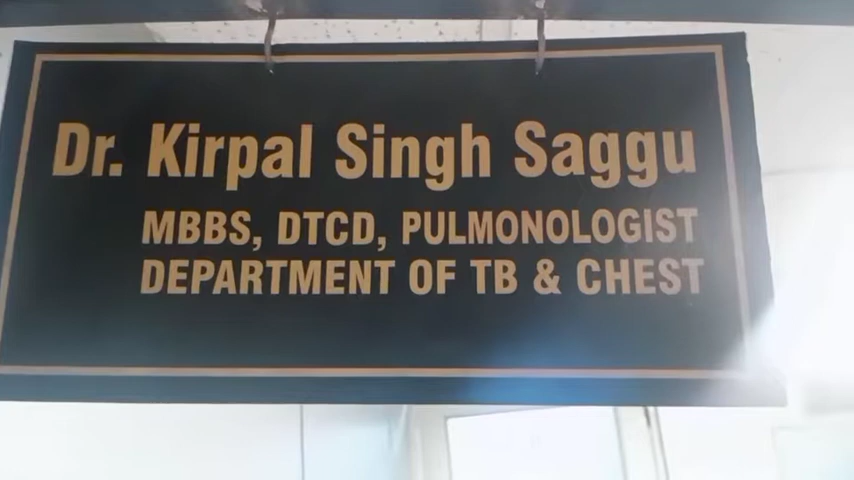 Dr. Kirpal Singh Saggu
MBBS, DTCD, PULMONOLOGIST
DEPARTMENT OF TB & CHEST